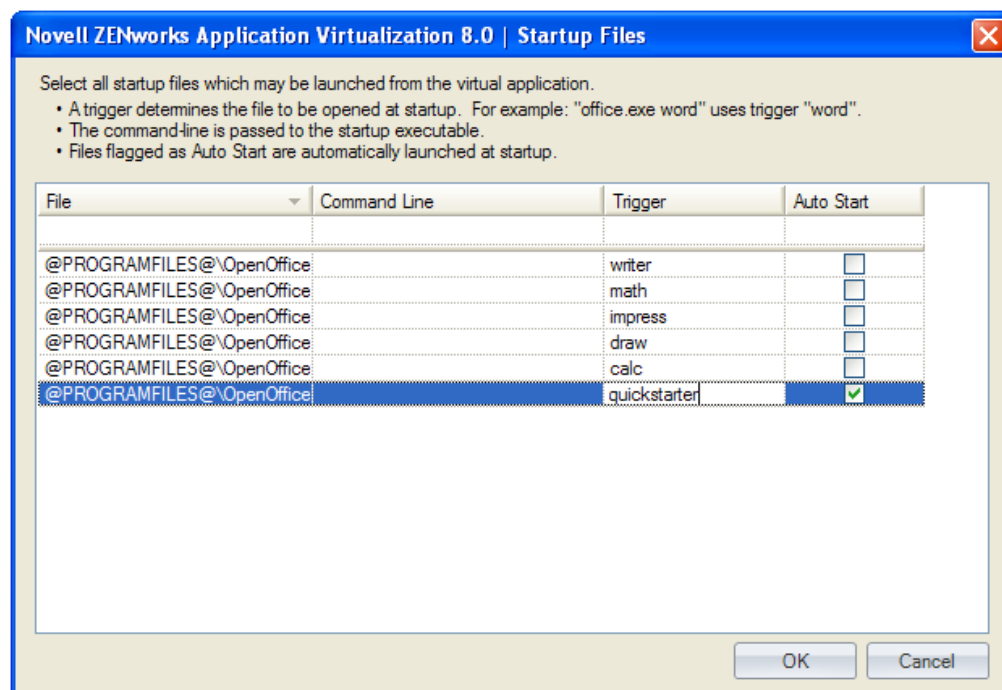 Novell ZENworks Application Virtualization 8.0 | Startup Files
Select all startup files which may be launched from the virtual application.
• A trigger determines the file to be opened at startup. For example: "office.exe word" uses trigger "word".
• The command-line is passed to the startup executable.
• Files flagged as Auto Start are automatically launched at startup.
File Command Line Trigger Auto Start
@PROGRAMFILES@\OpenOffice writer
@PROGRAMFILES@\OpenOffice math
@PROGRAMFILES@\OpenOffice impress
@PROGRAMFILES@\OpenOffice draw
@PROGRAMFILES@\OpenOffice calc
@PROGRAMFILES@\OpenOffice quickstarter
OK Cancel